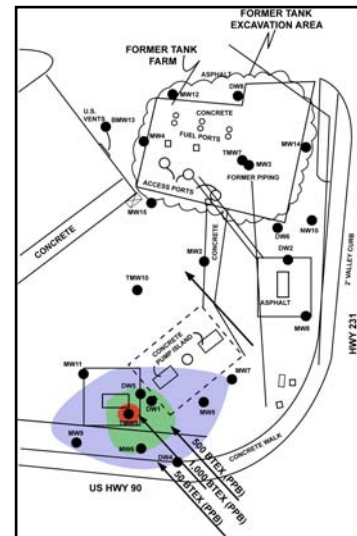 FORMER TANK
EXCAVATION AREA
FORMER TANK
FARM
ASPHALT
DW8
MW12
U.S.
VENTS
BMW13
CONCRETE
FUEL PORTS
MW4
MW14
TMW7
MW3
FORMER PIPING
ACCESS PORTS
MW15
CONCRETE
NW10
DW6
DW2
MW2
CONCRETE
TMW15
ASPHALT
2' VALLEY CURB
HWY 231
MW8
CONCRETE
PUMP ISLAND
MW11
MW7
DW5
DW1
MW5
MW9
MW6
DW4
CONCRETE WALK
500 BTEX (PPB)
1,000 BTEX (PPB)
50 BTEX (PPB)
US HWY 90